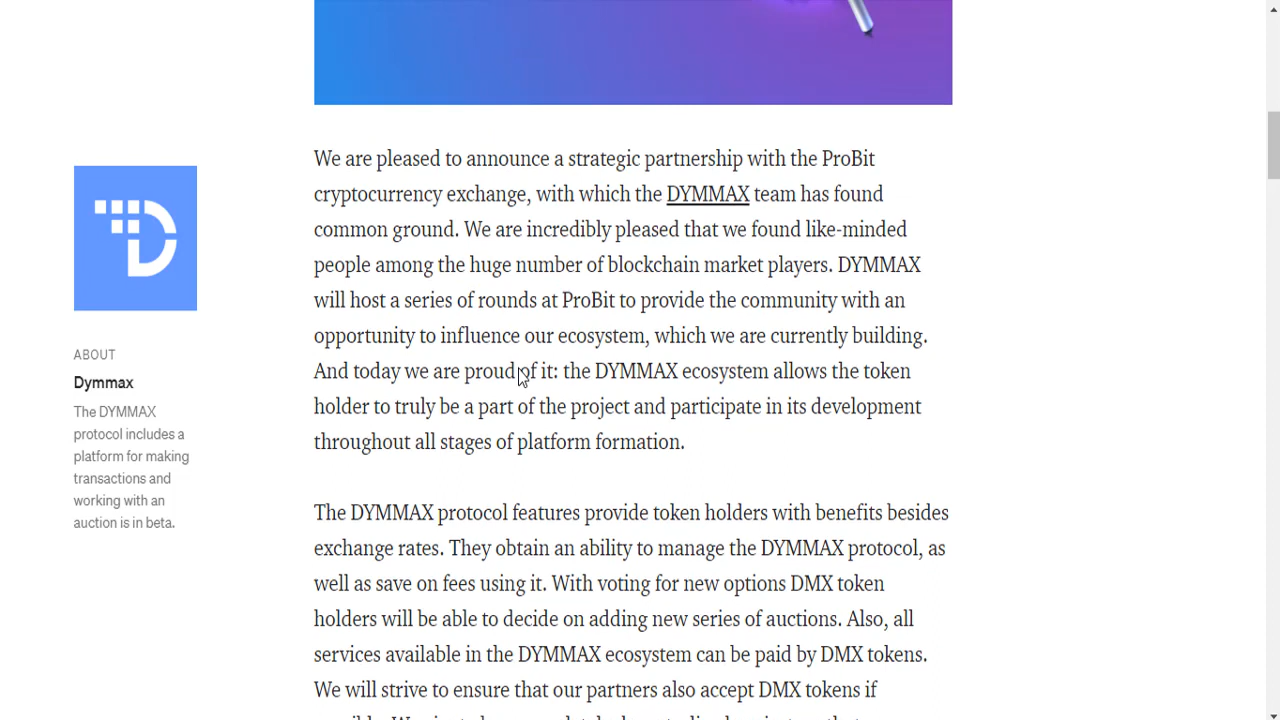 We are pleased to announce a strategic partnership with the ProBit
cryptocurrency exchange, with which the DYMMAX team has found
common ground. We are incredibly pleased that we found like-minded
people among the huge number of blockchain market players. DYMMAX
will host a series of rounds at ProBit to provide the community with an
opportunity to influence our ecosystem, which we are currently building.
And today we are proud of it: the DYMMAX ecosystem allows the token
holder to truly be a part of the project and participate in its development
throughout all stages of platform formation.
The DYMMAX protocol features provide token holders with benefits besides
exchange rates. They obtain an ability to manage the DYMMAX protocol, as
well as save on fees using it. With voting for new options DMX token
holders will be able to decide on adding new series of auctions. Also, all
services available in the DYMMAX ecosystem can be paid by DMX tokens.
We will strive to ensure that our partners also accept DMX tokens if
ABOUT
Dymmax
The DYMMAX
protocol includes a
platform for making
transactions and
working with an
auction is in beta.